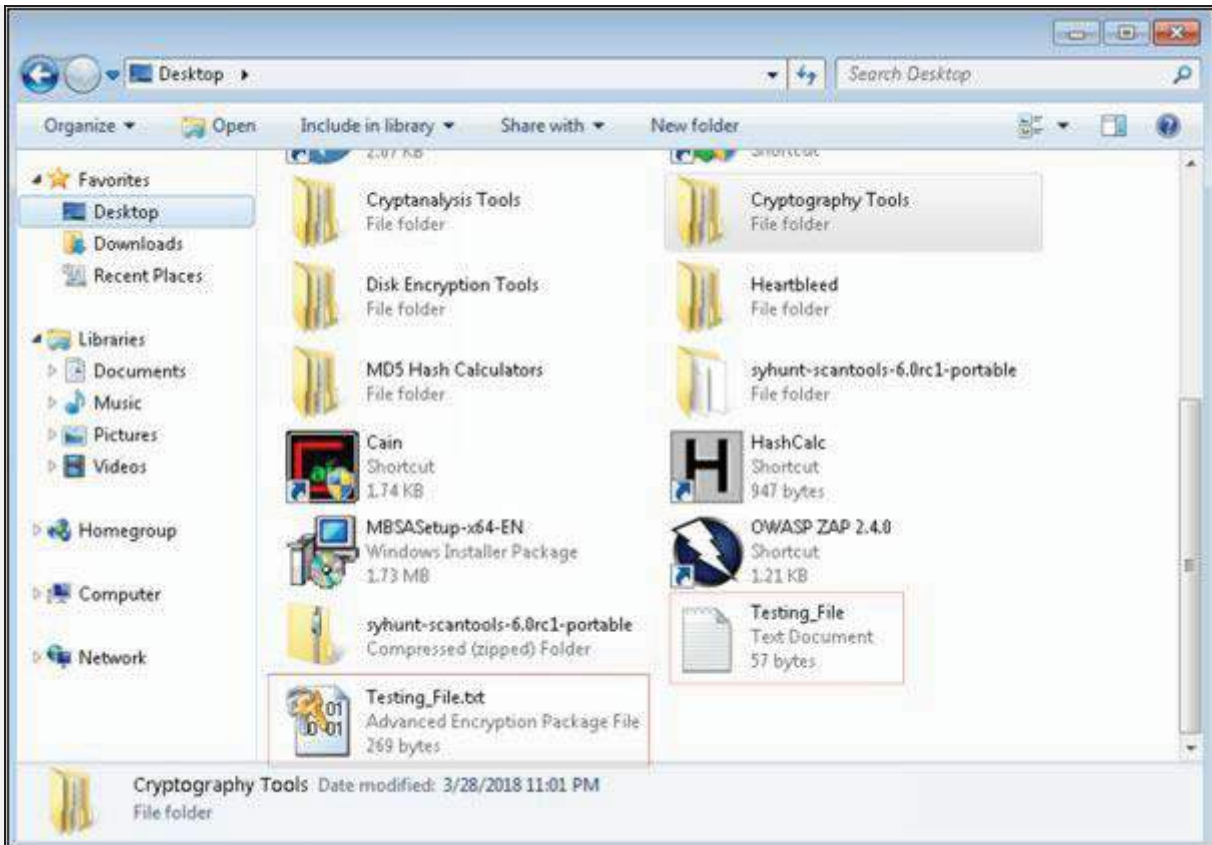 Desktop
Search Desktop
Organize
Open
Include in library
Share with
New folder
2.07 KB
Shortcut
Favorites
Desktop
Downloads
Recent Places
Libraries
Documents
Music
Pictures
Videos
Homegroup
Computer
Network
Cryptanalysis Tools
File folder
Cryptography Tools
File folder
Disk Encryption Tools
File folder
Heartbleed
File folder
MD5 Hash Calculators
File folder
syhunt-scantools-6.0rc1-portable
File folder
Cain
Shortcut
1.74 KB
HashCalc
Shortcut
947 bytes
MBSASetup-x64-EN
Windows Installer Package
1.73 MB
OWASP ZAP 2.4.0
Shortcut
1.21 KB
syhunt-scantools-6.0rc1-portable
Compressed (zipped) Folder
Testing_File
Text Document
57 bytes
Testing_File.txt
Advanced Encryption Package File
269 bytes
Cryptography Tools Date modified: 3/28/2018 11:01 PM
File folder